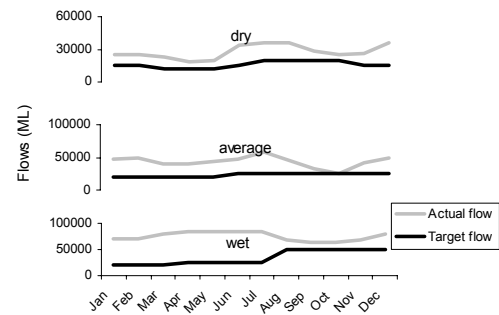 60000
dry
30000
0
Flows (ML)
100000
average
50000
0
100000
50000
wet
0
Actual flow
Target flow
Jan
Feb
Mar
Apr
May
Jun
Jul
Aug
Sep
Oct
Nov
Dec